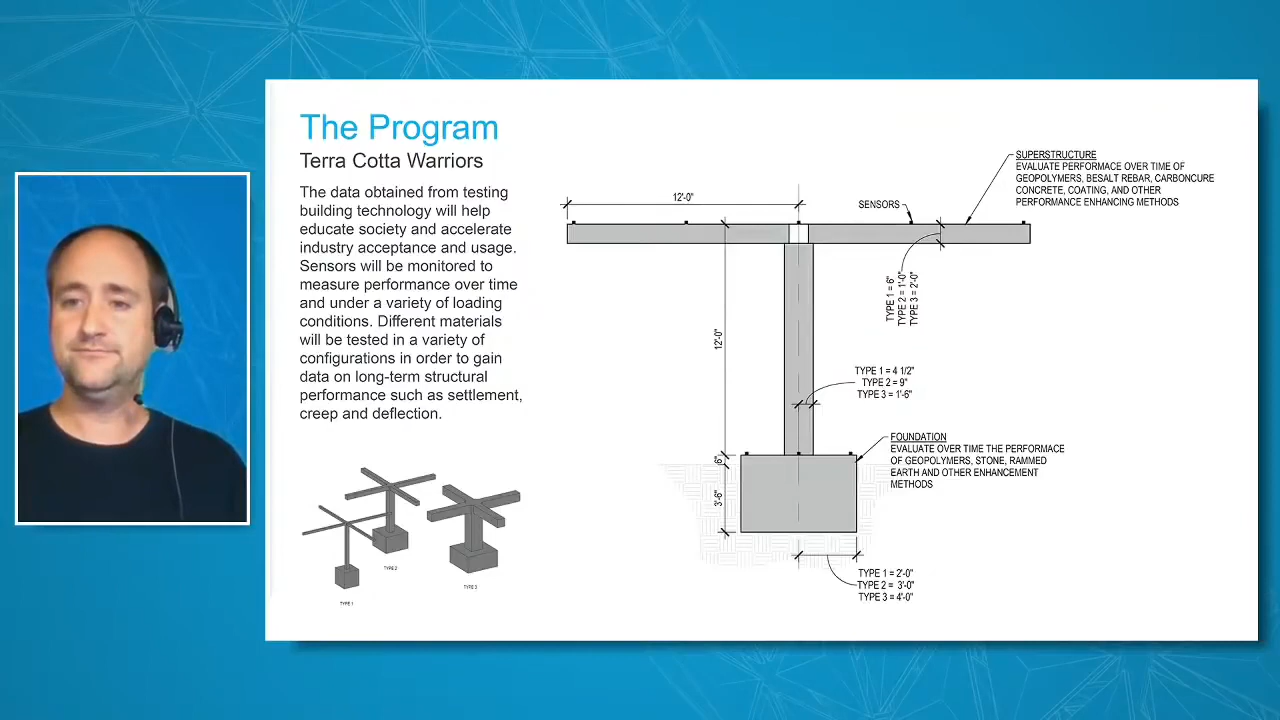 The Program
Terra Cotta Warriors
The data obtained from testing
building technology will help
educate society and accelerate
industry acceptance and usage.
Sensors will be monitored to
measure performance over time
and under a variety of loading
conditions. Different materials
will be tested in a variety of
configurations in order to gain
data on long-term structural
performance such as settlement,
creep and deflection.
TYPE 1
TYPE 2
TYPE 3
12'-0"
SENSORS
SUPERSTRUCTURE
EVALUATE PERFORMACE OVER TIME OF
GEOPOLYMERS, BESALT REBAR, CARBONCURE
CONCRETE, COATING, AND OTHER
PERFORMANCE ENHANCING METHODS
TYPE 1 = 6"
TYPE 2 = 1'-0"
TYPE 3 = 2'-0"
12'-0"
TYPE 1 = 4 1/2"
TYPE 2 = 9"
TYPE 3 = 1'-6"
FOUNDATION
EVALUATE OVER TIME THE PERFORMACE
OF GEOPOLYMERS, STONE, RAMMED
EARTH AND OTHER ENHANCEMENT
METHODS
6"
3'-6"
TYPE 1 = 2'-0"
TYPE 2 = 3'-0"
TYPE 3 = 4'-0"